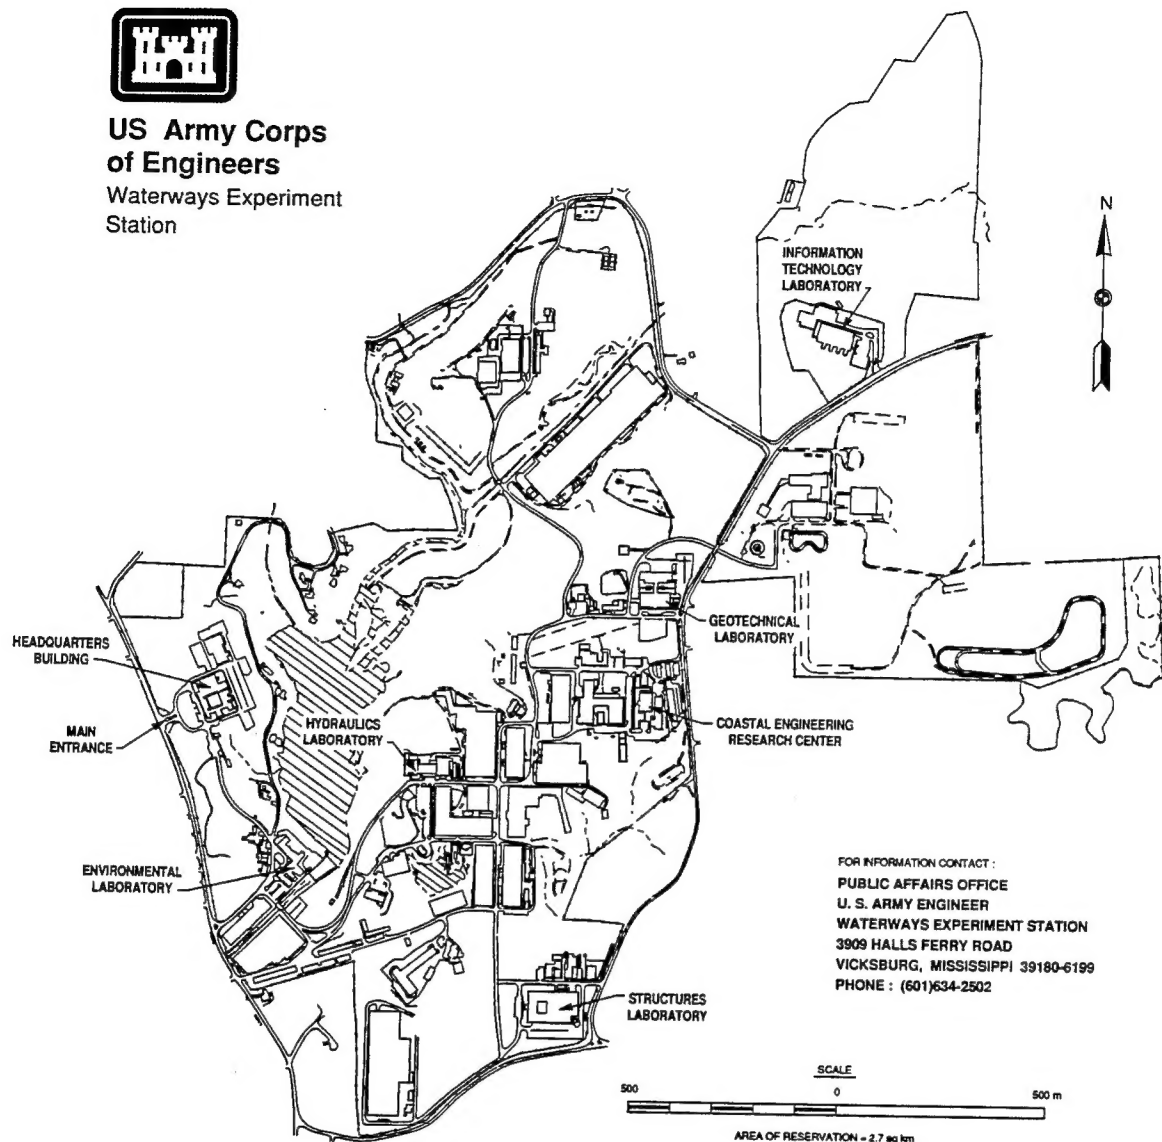 US Army Corps
of Engineers
Waterways Experiment
Station
N
INFORMATION
TECHNOLOGY
LABORATORY
GEOTECHNICAL
LABORATORY
HEADQUARTERS
BUILDING
MAIN
ENTRANCE
HYDRAULICS
LABORATORY
COASTAL ENGINEERING
RESEARCH CENTER
ENVIRONMENTAL
LABORATORY
FOR INFORMATION CONTACT :
PUBLIC AFFAIRS OFFICE
U. S. ARMY ENGINEER
WATERWAYS EXPERIMENT STATION
3909 HALLS FERRY ROAD
VICKSBURG, MISSISSIPPI 39180-6199
PHONE : (601)634-2502
STRUCTURES
LABORATORY
SCALE
500 0 500 m
AREA OF RESERVATION = 2.7 sq km